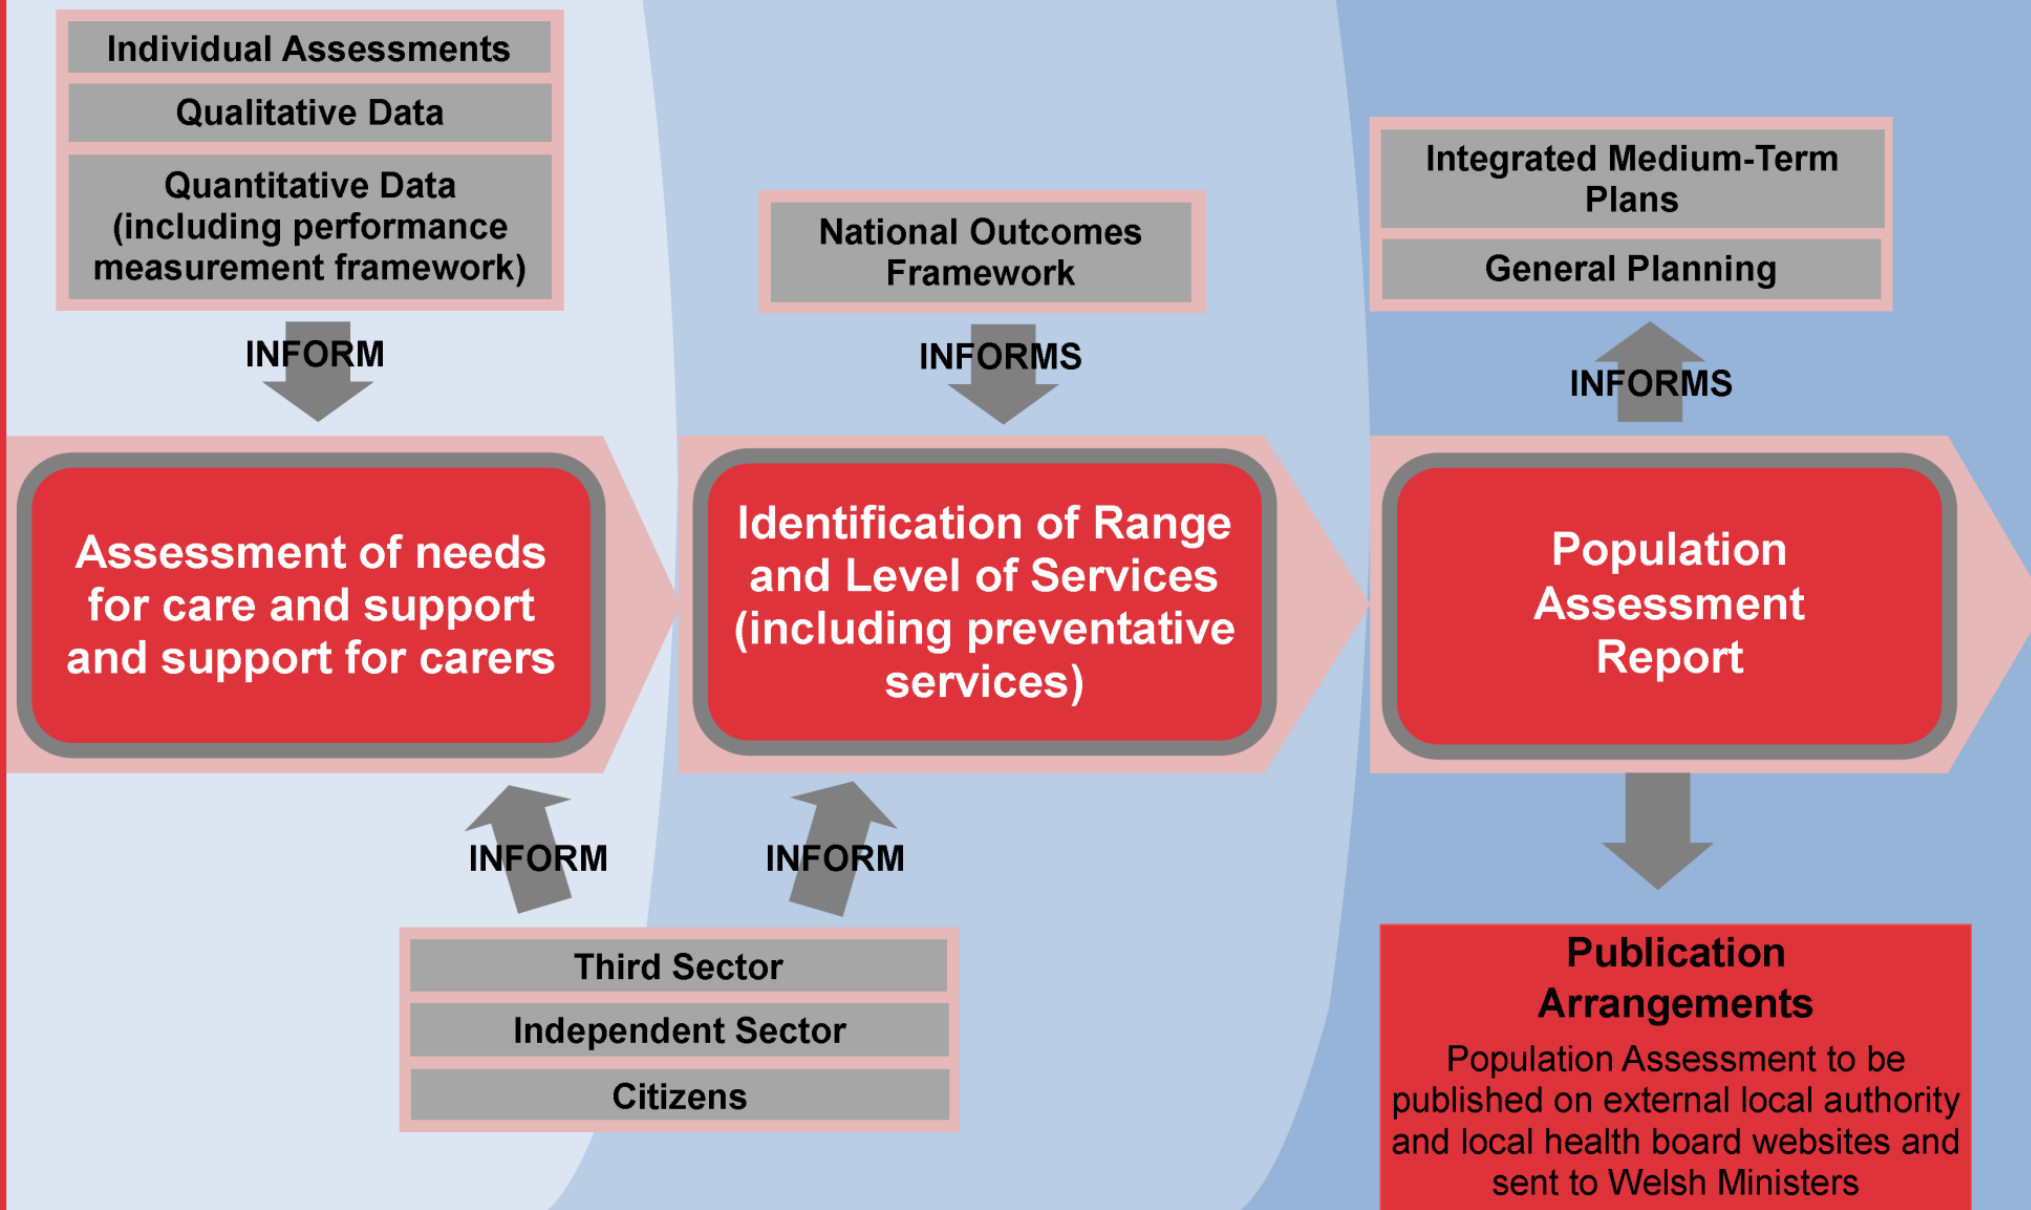 Individual Assessments
Qualitative Data
Quantitative Data
(including performance
measurement framework)
INFORM
Assessment of needs
for care and support
and support for carers
National Outcomes
Framework
INFORMS
Identification of Range
and Level of Services
(including preventative
services)
INFORM
INFORM
Third Sector
Independent Sector
Citizens
Integrated Medium-Term
Plans
General Planning
INFORMS
Population
Assessment
Report
Publication
Arrangements
Population Assessment to be
published on external local authority
and local health board websites and
sent to Welsh Ministers